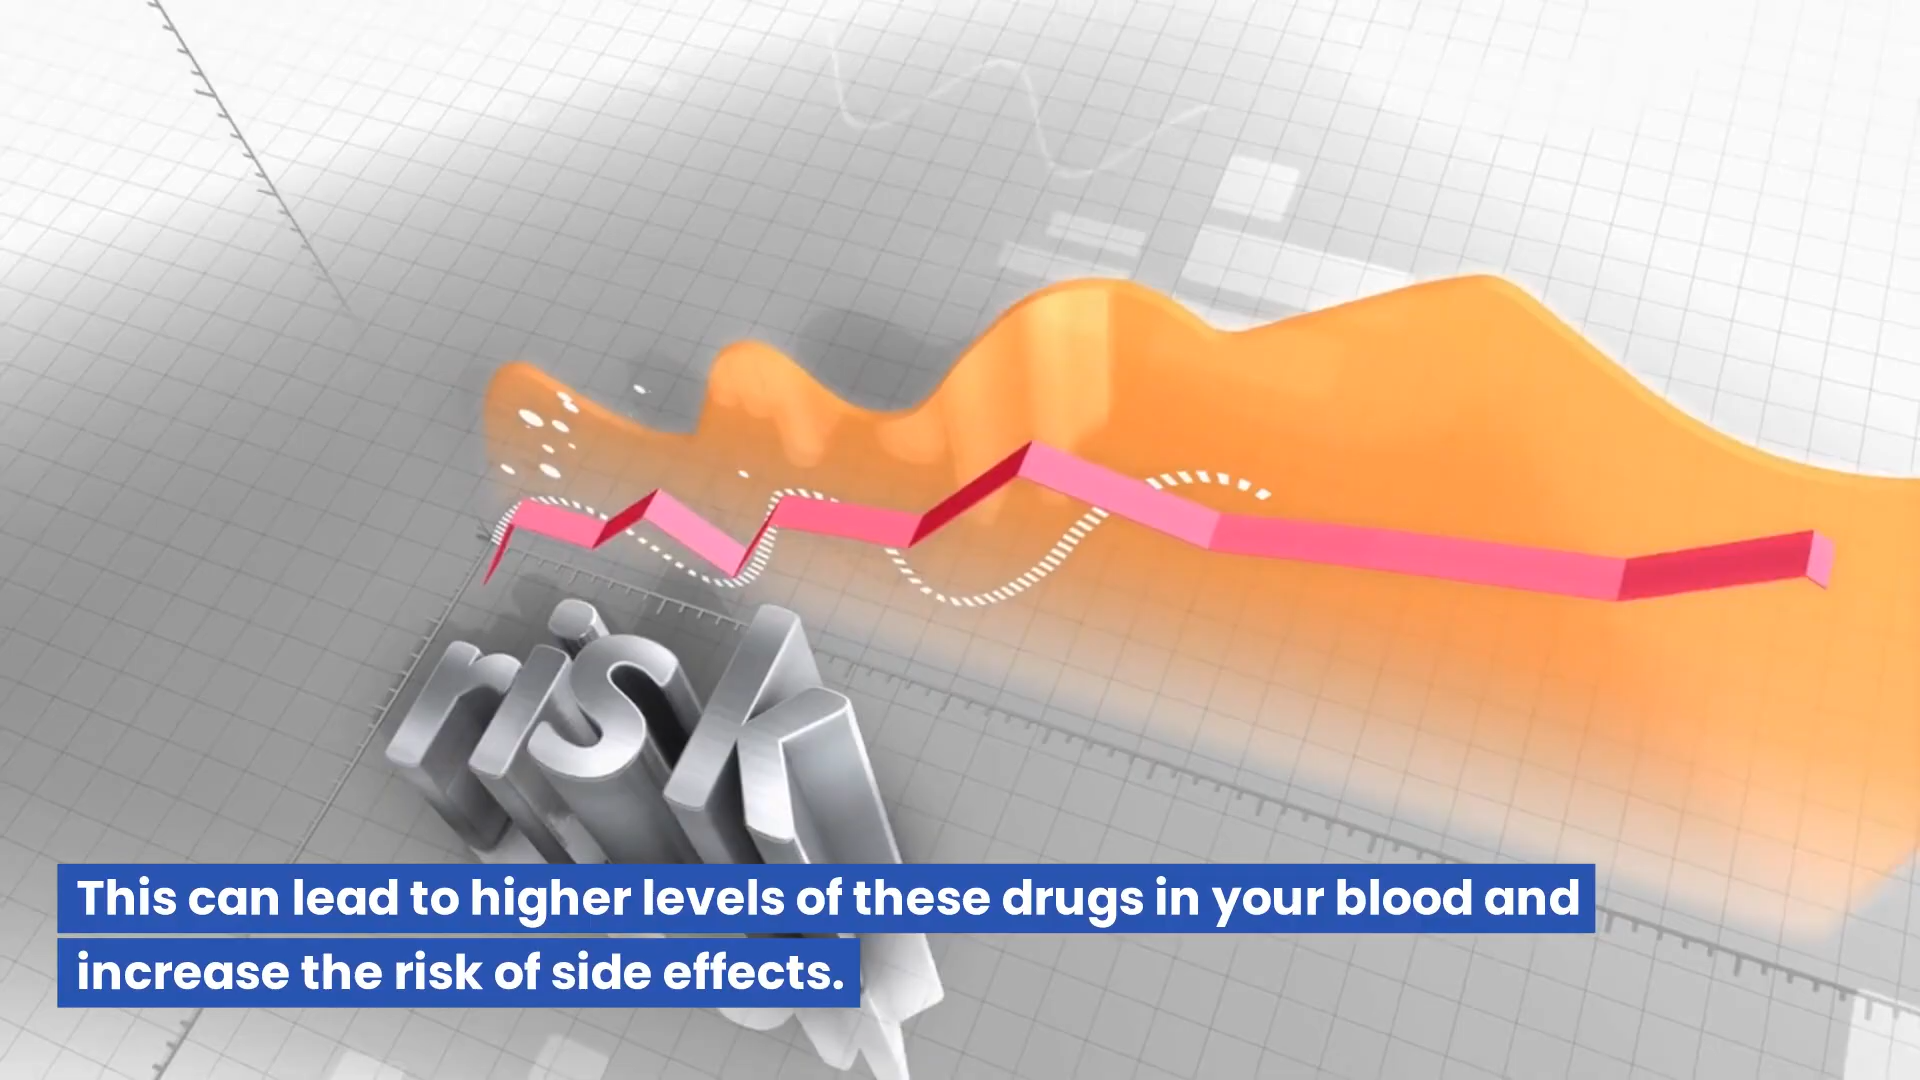 risk
This can lead to higher levels of these drugs in your blood and
increase the risk of side effects.